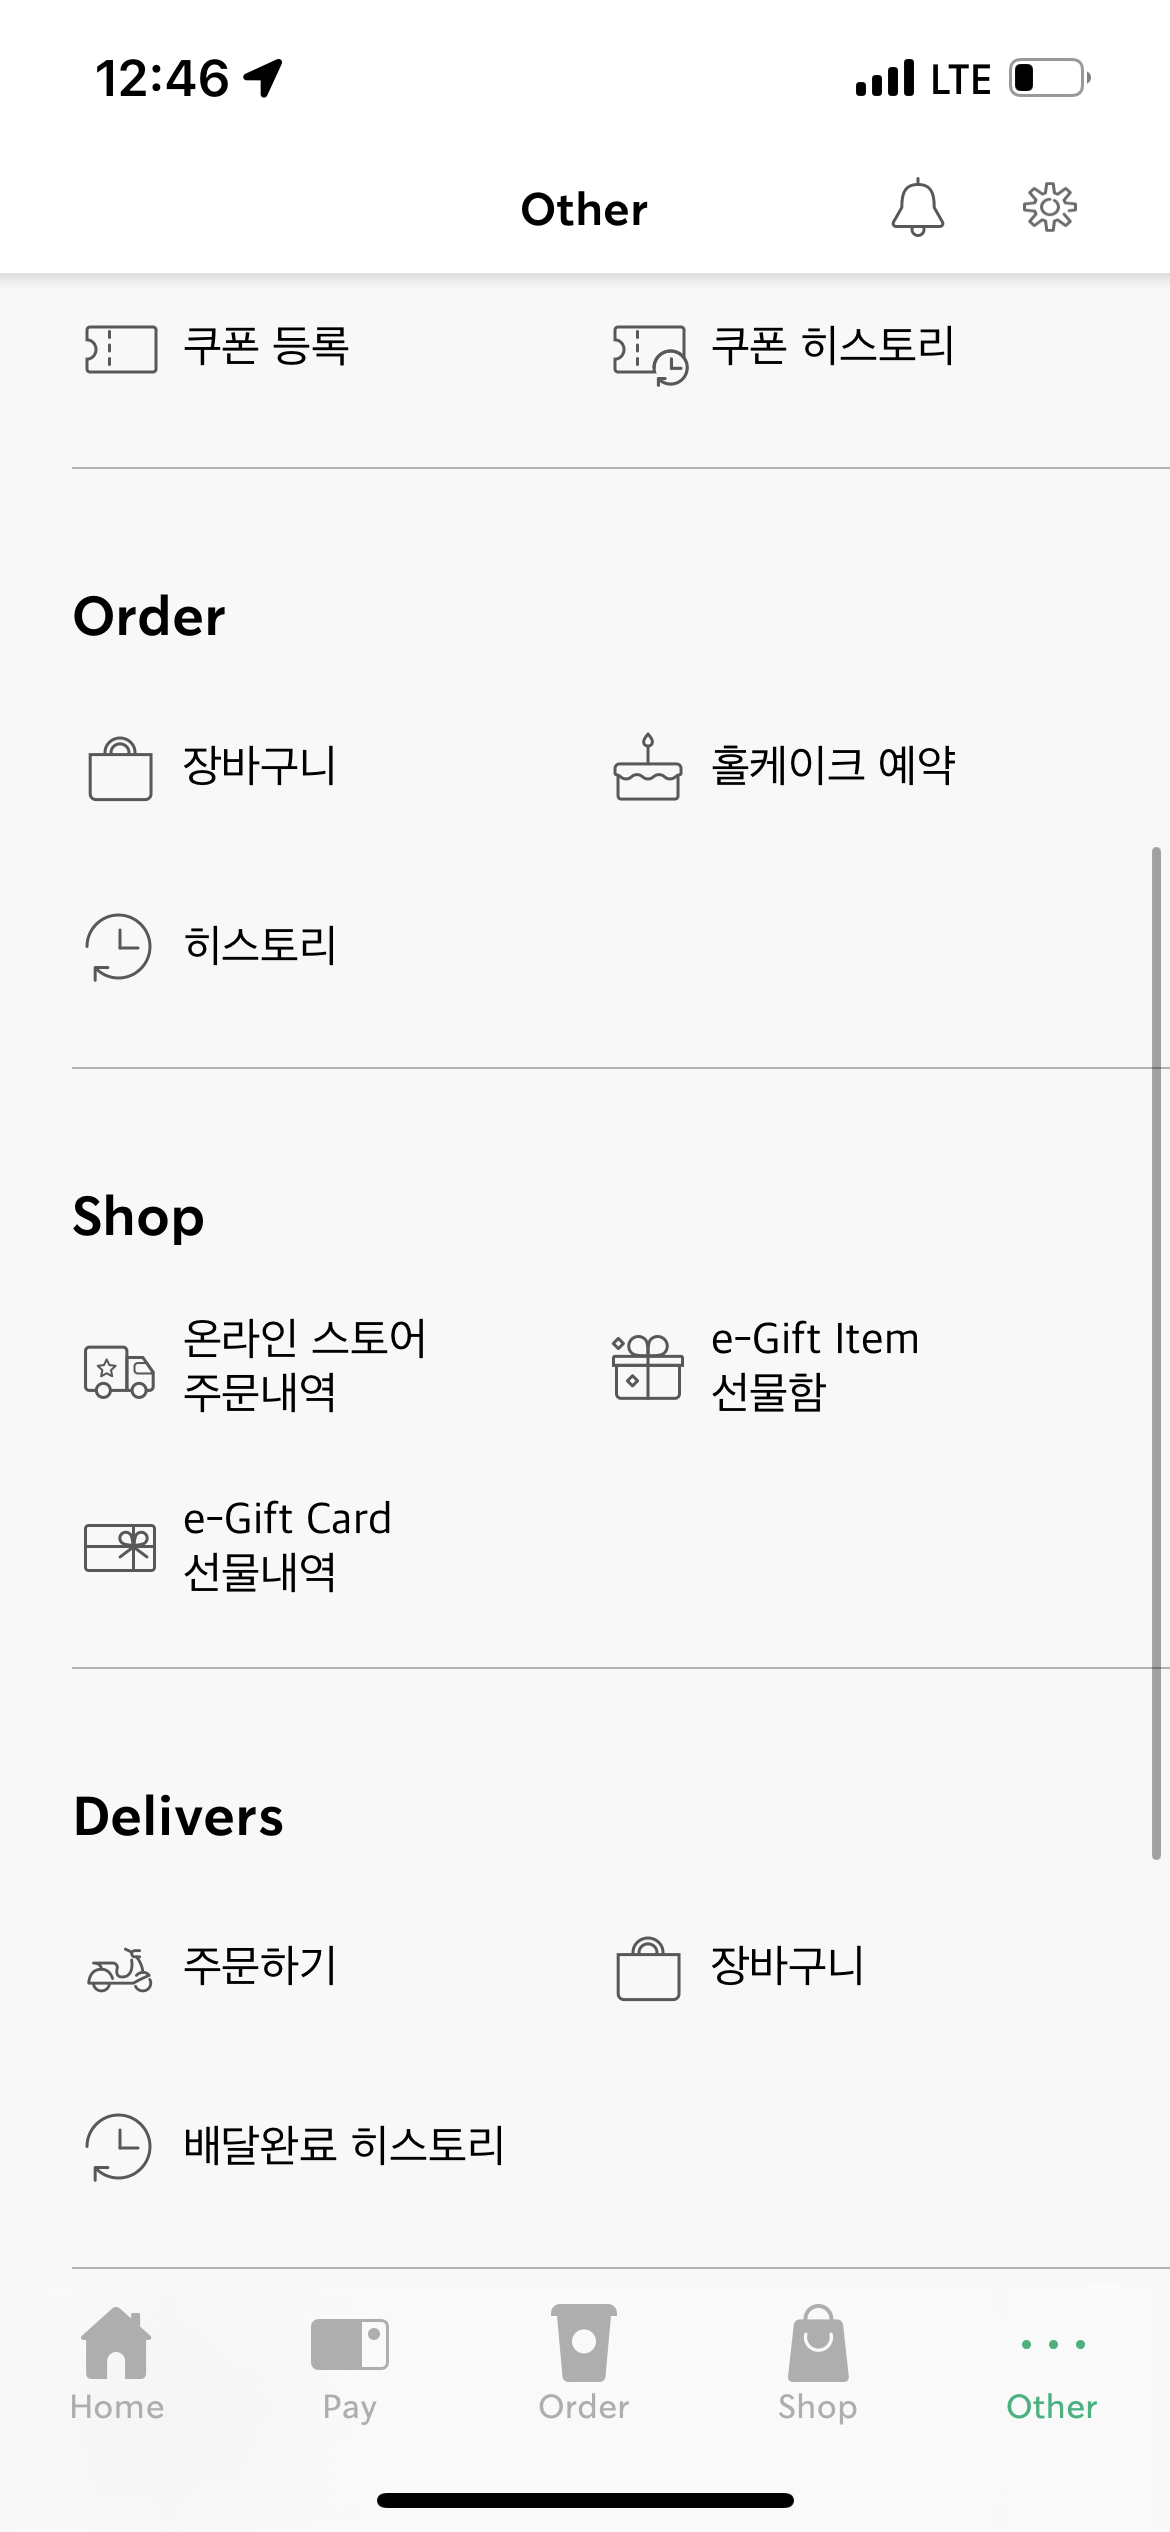 12:46
LTE
Other
쿠폰 등록
쿠폰 히스토리
Order
장바구니
홀케이크 예약
히스토리
Shop
온라인 스토어
주문내역
e-Gift Item
선물함
e-Gift Card
선물내역
Delivers
주문하기
장바구니
배달완료 히스토리
Home
Pay
Order
Shop
Other